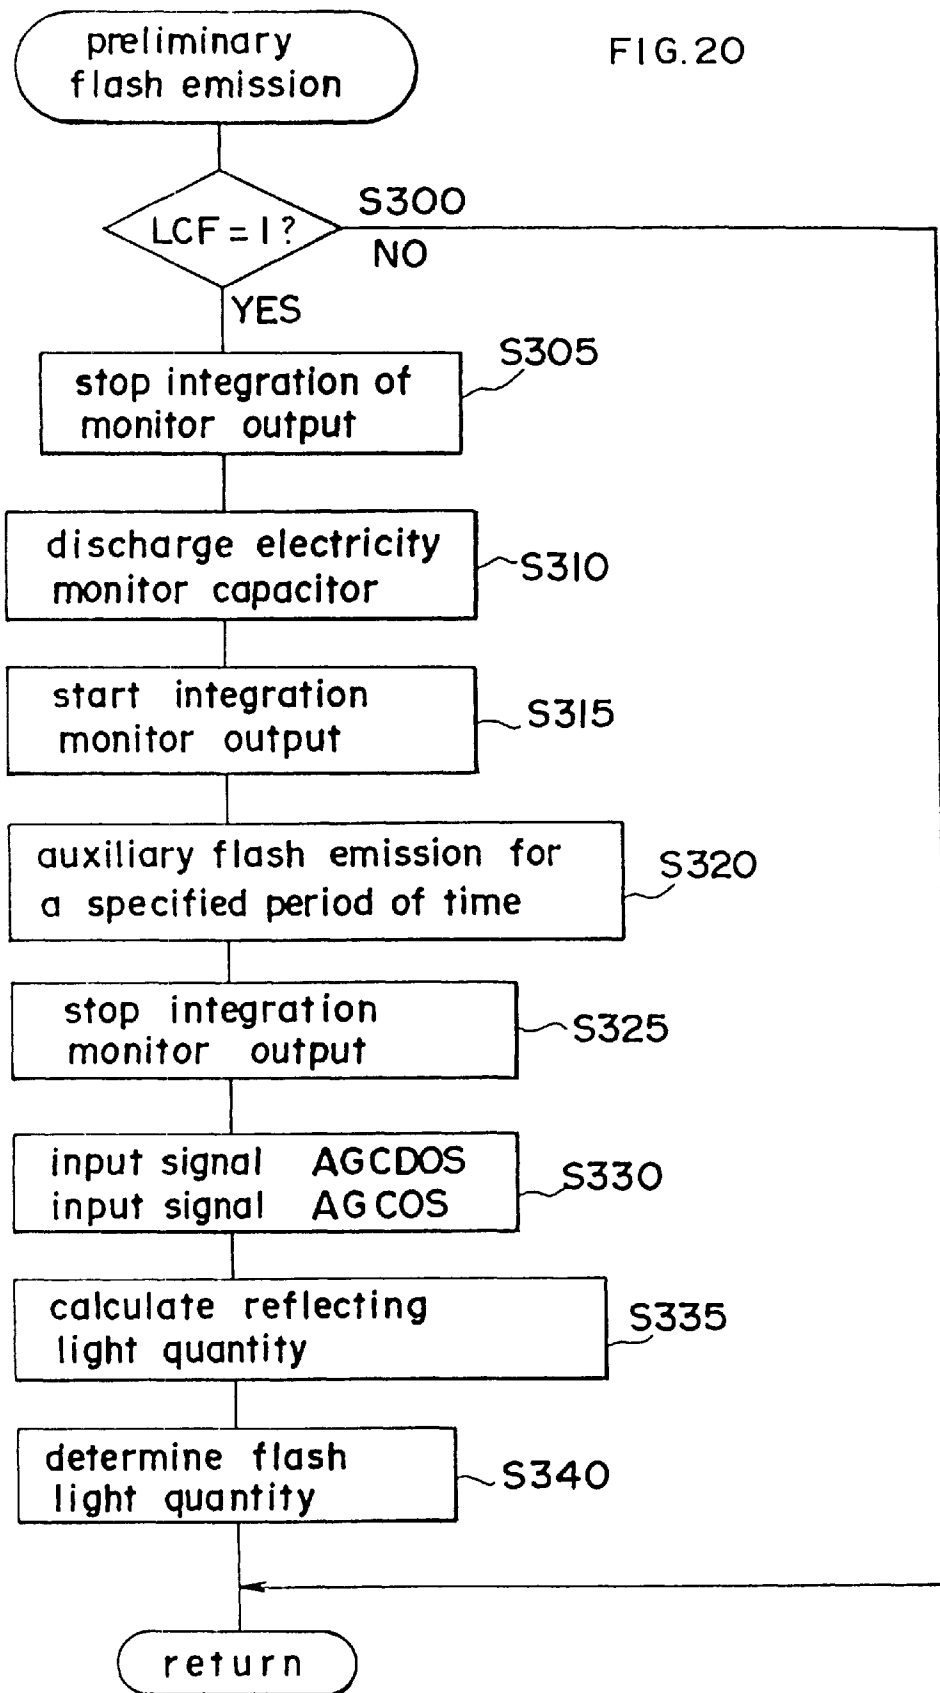 preliminary
flash emission
FIG.20
LCF=1?
S300
NO
YES
S305
stop integration of
monitor output
discharge electricity
monitor capacitor
S310
start integration
monitor output
S315
auxiliary flash emission for
a specified period of time
S320
stop integration
monitor output
S325
input signal AGCDOS
input signal AGCOS
S330
calculate reflecting
light quantity
S335
determine flash
light quantity
S340
return